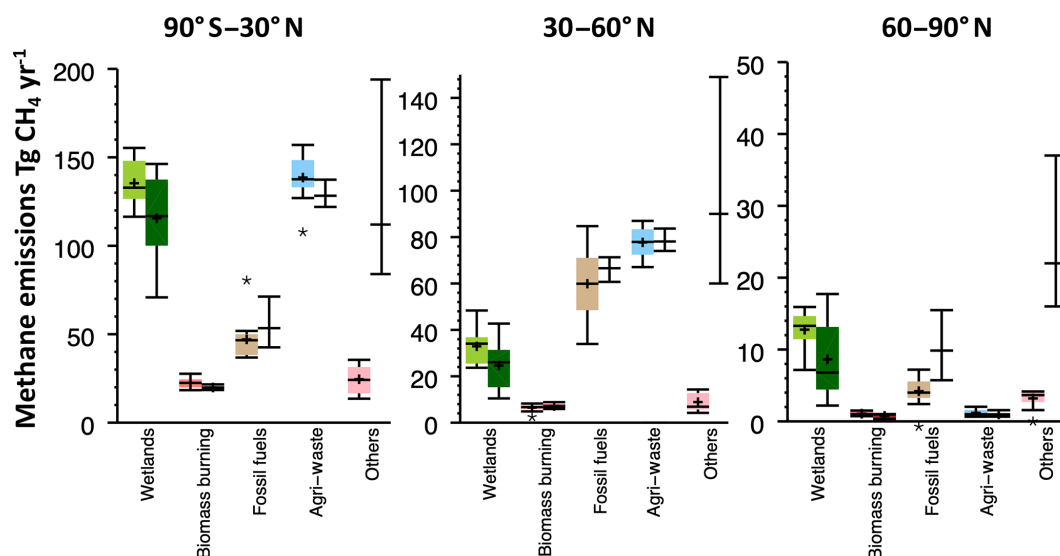 90°S–30°N
30–60°N
60–90°N
Methane emissions Tg CH4 yr-1
200
150
100
50
0
140
120
100
80
60
40
20
0
50
40
30
20
10
0
Wetlands
Biomass burning
Fossil fuels
Agri–waste
Others
Wetlands
Biomass burning
Fossil fuels
Agri–waste
Others
Wetlands
Biomass burning
Fossil fuels
Agri–waste
Others